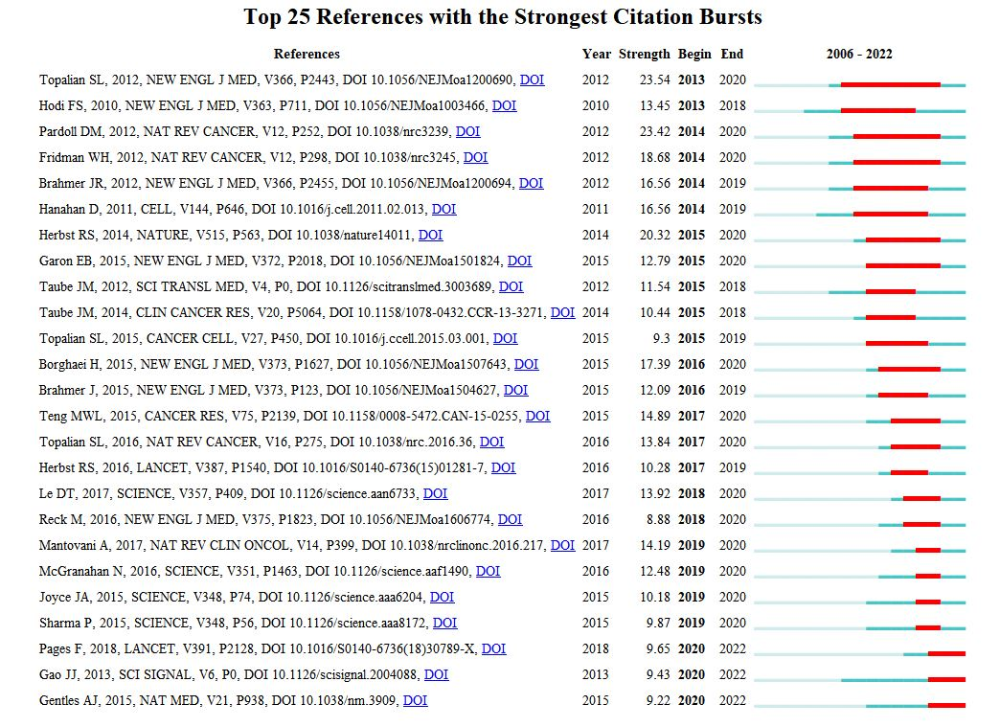 Top 25 References with the Strongest Citation Bursts
References Year Strength Begin End 2006 - 2022
Topalian SL, 2012, NEW ENGL J MED, V366, P2443, DOI 10.1056/NEJMoa1200690, DOI 2012 23.54 2013 2020
Hodi FS, 2010, NEW ENGL J MED, V363, P711, DOI 10.1056/NEJMoa1003466, DOI 2010 13.45 2013 2018
Pardoll DM, 2012, NAT REV CANCER, V12, P252, DOI 10.1038/nrc3239, DOI 2012 23.42 2014 2020
Fridman WH, 2012, NAT REV CANCER, V12, P298, DOI 10.1038/nrc3245, DOI 2012 18.68 2014 2020
Brahmer JR, 2012, NEW ENGL J MED, V366, P2455, DOI 10.1056/NEJMoa1200694, DOI 2012 16.56 2014 2019
Hanahan D, 2011, CELL, V144, P646, DOI 10.1016/j.cell.2011.02.013, DOI 2011 16.56 2014 2019
Herbst RS, 2014, NATURE, V515, P563, DOI 10.1038/nature14011, DOI 2014 20.32 2015 2020
Garon EB, 2015, NEW ENGL J MED, V372, P2018, DOI 10.1056/NEJMoa1501824, DOI 2015 12.79 2015 2020
Taube JM, 2012, SCI TRANSL MED, V4, P0, DOI 10.1126/scitranslmed.3003689, DOI 2012 11.54 2015 2018
Taube JM, 2014, CLIN CANCER RES, V20, P5064, DOI 10.1158/1078-0432.CCR-13-3271, DOI 2014 10.44 2015 2018
Topalian SL, 2015, CANCER CELL, V27, P450, DOI 10.1016/j.ccell.2015.03.001, DOI 2015 9.3 2015 2019
Borghaei H, 2015, NEW ENGL J MED, V373, P1627, DOI 10.1056/NEJMoa1507643, DOI 2015 17.39 2016 2020
Brahmer J, 2015, NEW ENGL J MED, V373, P123, DOI 10.1056/NEJMoa1504627, DOI 2015 12.09 2016 2019
Teng MWL, 2015, CANCER RES, V75, P2139, DOI 10.1158/0008-5472.CAN-15-0255, DOI 2015 14.89 2017 2020
Topalian SL, 2016, NAT REV CANCER, V16, P275, DOI 10.1038/nrc.2016.36, DOI 2016 13.84 2017 2020
Herbst RS, 2016, LANCET, V387, P1540, DOI 10.1016/S0140-6736(15)01281-7, DOI 2016 10.28 2017 2019
Le DT, 2017, SCIENCE, V357, P409, DOI 10.1126/science.aan6733, DOI 2017 13.92 2018 2020
Reck M, 2016, NEW ENGL J MED, V375, P1823, DOI 10.1056/NEJMoa1606774, DOI 2016 8.88 2018 2020
Mantovani A, 2017, NAT REV CLIN ONCOL, V14, P399, DOI 10.1038/nrclinonc.2016.217, DOI 2017 14.19 2019 2020
McGranahan N, 2016, SCIENCE, V351, P1463, DOI 10.1126/science.aaf1490, DOI 2016 12.48 2019 2020
Joyce JA, 2015, SCIENCE, V348, P74, DOI 10.1126/science.aaa6204, DOI 2015 10.18 2019 2020
Sharma P, 2015, SCIENCE, V348, P56, DOI 10.1126/science.aaa8172, DOI 2015 9.87 2019 2020
Pages F, 2018, LANCET, V391, P2128, DOI 10.1016/S0140-6736(18)30789-X, DOI 2018 9.65 2020 2022
Gao JJ, 2013, SCI SIGNAL, V6, P0, DOI 10.1126/scisignal.2004088, DOI 2013 9.43 2020 2022
Gentles AJ, 2015, NAT MED, V21, P938, DOI 10.1038/nm.3909, DOI 2015 9.22 2020 2022